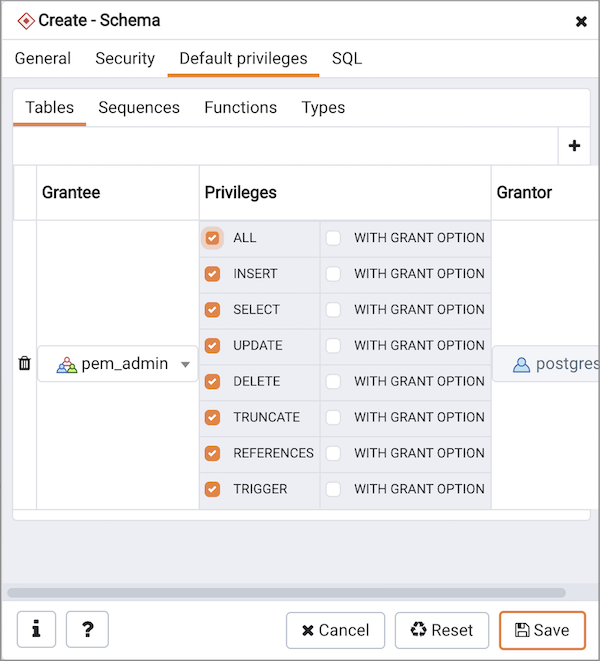 Create - Schema
General Security Default privileges SQL
Tables Sequences Functions Types
Grantee Privileges Grantor
ALL WITH GRANT OPTION
INSERT WITH GRANT OPTION
SELECT WITH GRANT OPTION
UPDATE WITH GRANT OPTION
pem_admin postgres
DELETE WITH GRANT OPTION
TRUNCATE WITH GRANT OPTION
REFERENCES WITH GRANT OPTION
TRIGGER WITH GRANT OPTION
i ? Cancel Reset Save